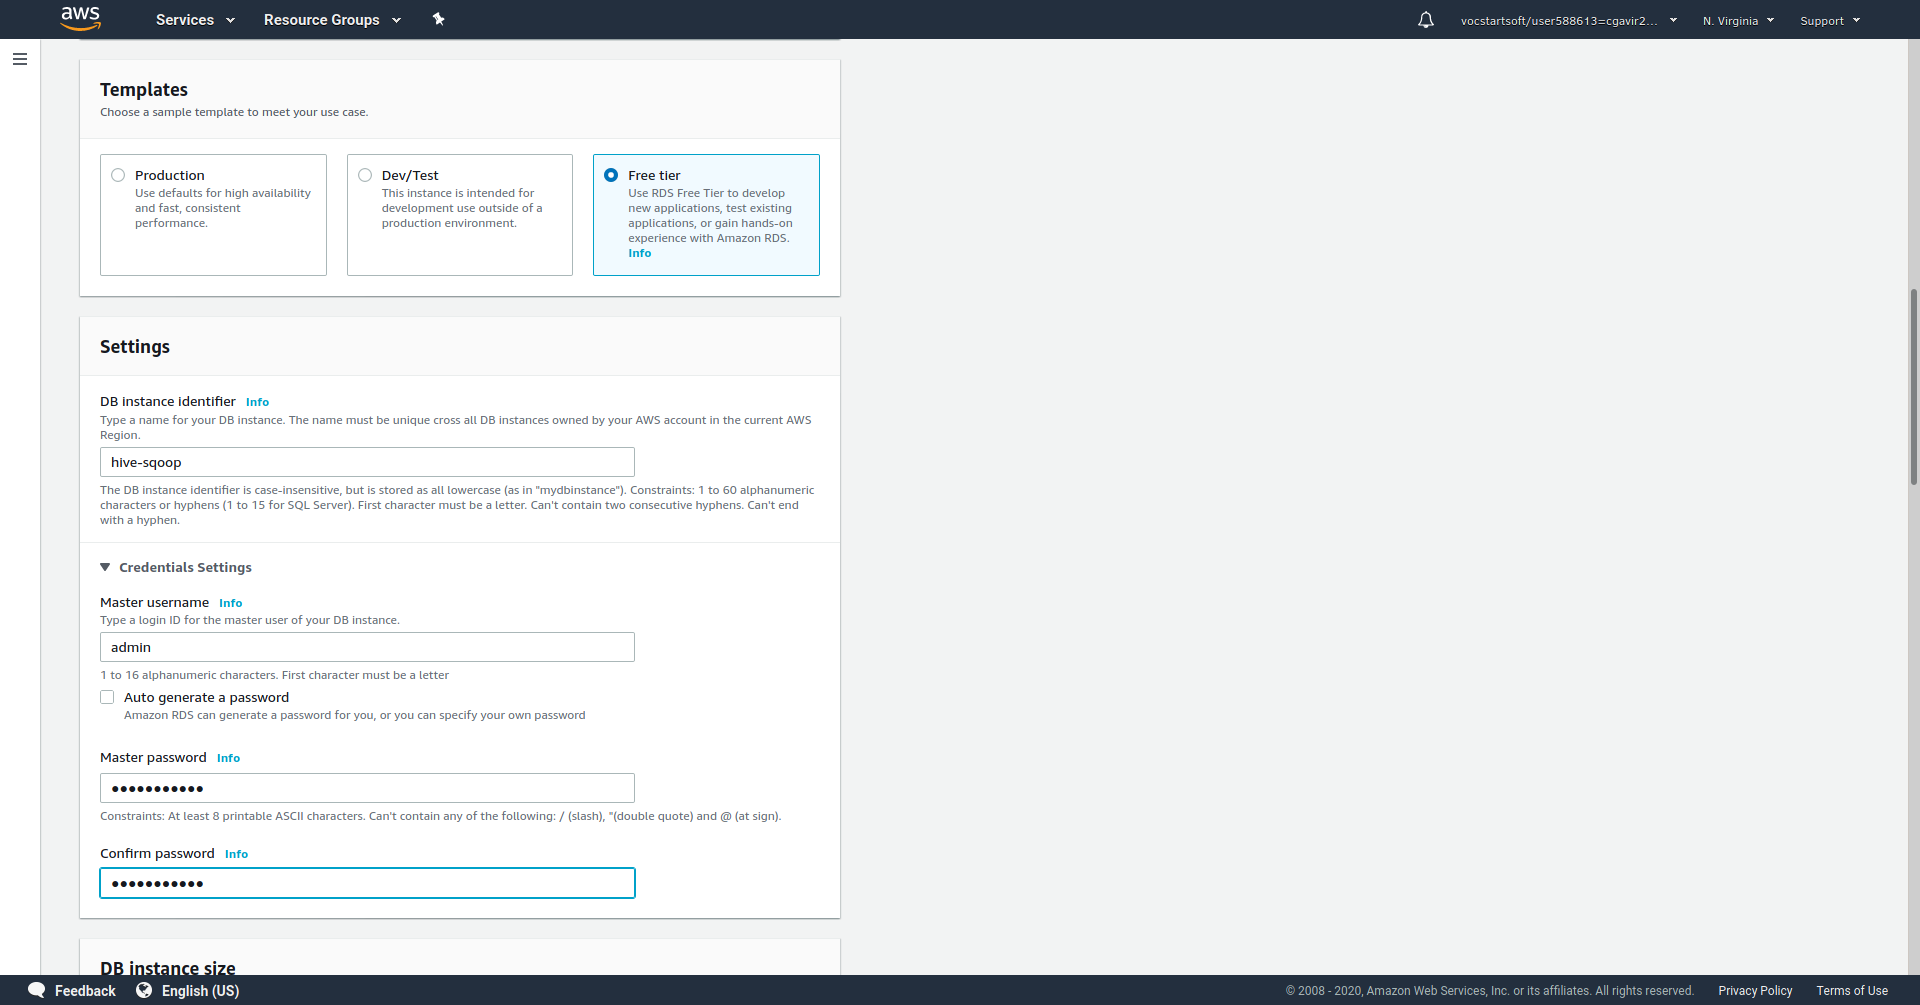 aws
Services
Resource Groups
vocstartsoft/user588613=cgavir2...
N. Virginia
Support
Templates
Choose a sample template to meet your use case.
Production
Use defaults for high availability
and fast, consistent
performance.
Dev/Test
This instance is intended for
development use outside of a
production environment.
Free tier
Use RDS Free Tier to develop
new applications, test existing
applications, or gain hands-on
experience with Amazon RDS.
Info
Settings
DB instance identifier Info
Type a name for your DB instance. The name must be unique cross all DB instances owned by your AWS account in the current AWS
Region.
hive-sqoop
The DB instance identifier is case-insensitive, but is stored as all lowercase (as in "mydbinstance"). Constraints: 1 to 60 alphanumeric
characters or hyphens (1 to 15 for SQL Server). First character must be a letter. Can't contain two consecutive hyphens. Can't end
with a hyphen.
Credentials Settings
Master username Info
Type a login ID for the master user of your DB instance.
admin
1 to 16 alphanumeric characters. First character must be a letter
Auto generate a password
Amazon RDS can generate a password for you, or you can specify your own password
Master password Info
•••••••••••
Constraints: At least 8 printable ASCII characters. Can't contain any of the following: / (slash), "(double quote) and @ (at sign).
Confirm password Info
•••••••••••
DB instance size
Feedback
English (US)
© 2008 - 2020, Amazon Web Services, Inc. or its affiliates. All rights reserved.
Privacy Policy
Terms of Use